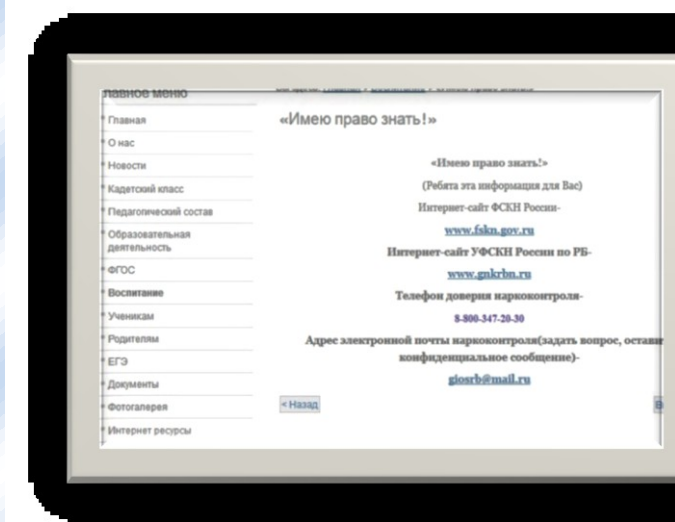 лавное меню
Главная
О нас
Новости
Кадетский класс
Педагогический состав
Образовательная
деятельность
ФГОС
Воспитание
Ученикам
Родителям
ЕГЭ
Документы
Фотогалерея
Интернет ресурсы
«Имею право знать!»
«Имею право знать!»
(Ребята эта информация для Вас)
Интернет-сайт ФСКН России-
www.fskn.gov.ru
Интернет-сайт УФСКН России по РБ-
www.gnkrbn.ru
Телефон доверия наркоконтроля-
8-800-347-20-30
Адрес электронной почты наркоконтроля(задать вопрос, остави
конфиденциальное сообщение)-
giosrb@mail.ru
< Назад